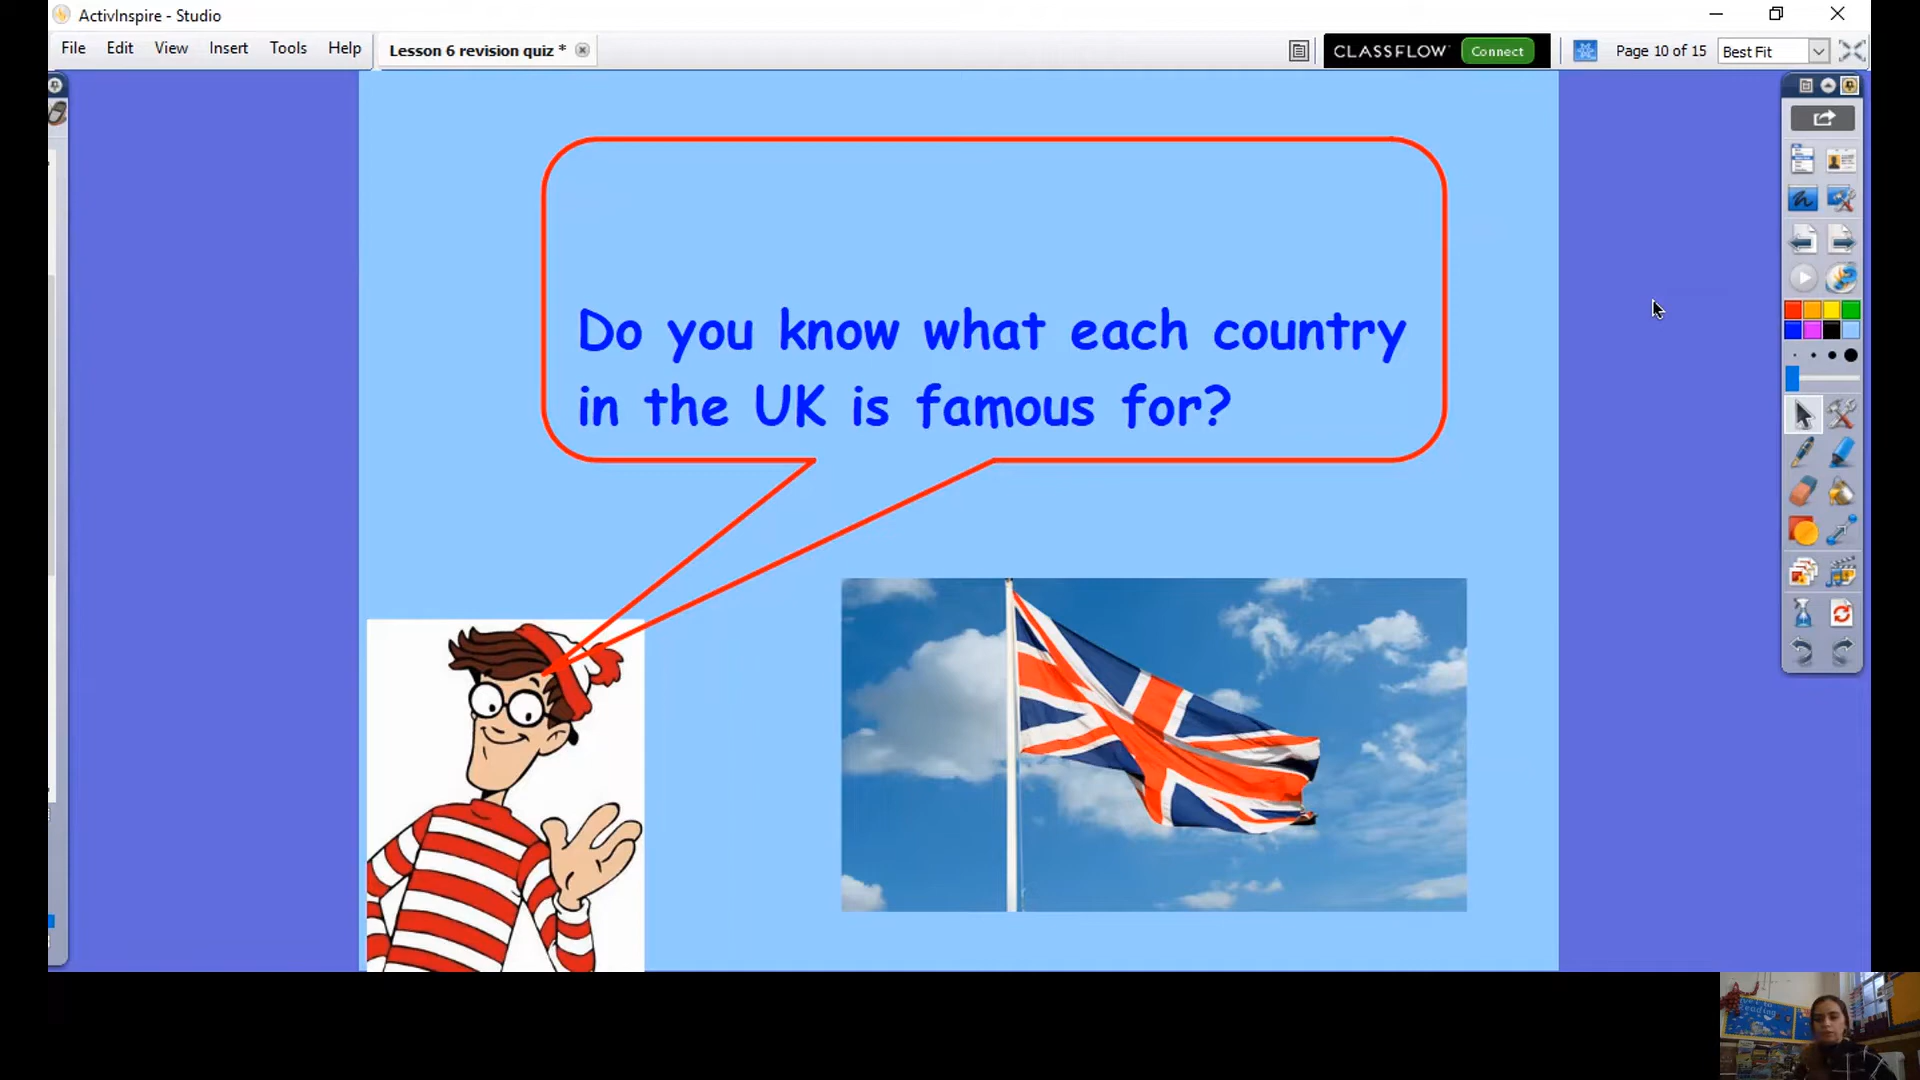 ActivInspire - Studio
File Edit View Insert Tools Help
Lesson 6 revision quiz *
CLASSFLOW Connect
Page 10 of 15
Best Fit
Do you know what each country
in the UK is famous for?